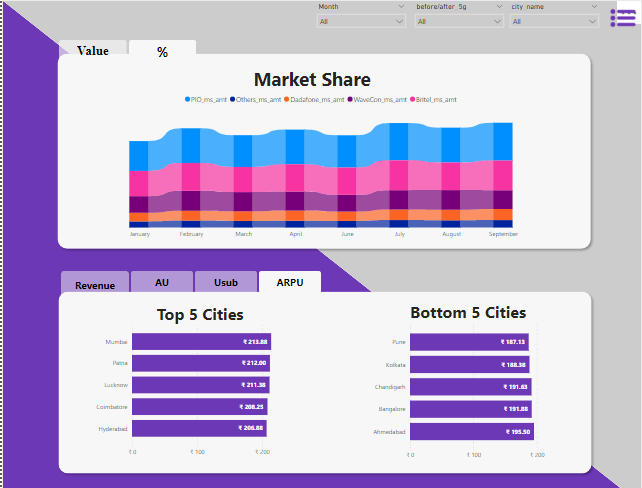 Month
before/after_5g
city_name
All
All
All
Value
%
Market Share
PIO_ms_amt Others_ms_amt Dadafone_ms_amt WaveCon_ms_amt Britel_ms_amt
January February March April June July August September
Revenue
AU
Usub
ARPU
Top 5 Cities
Mumbai ₹ 213.88
Patna ₹ 212.00
Lucknow ₹ 211.38
Coimbatore ₹ 208.25
Hyderabad ₹ 206.88
₹ 0 ₹ 100 ₹ 200
Bottom 5 Cities
Pune ₹ 187.13
Kolkata ₹ 188.38
Chandigarh ₹ 191.63
Bangalore ₹ 191.88
Ahmedabad ₹ 195.50
₹ 0 ₹ 100 ₹ 200